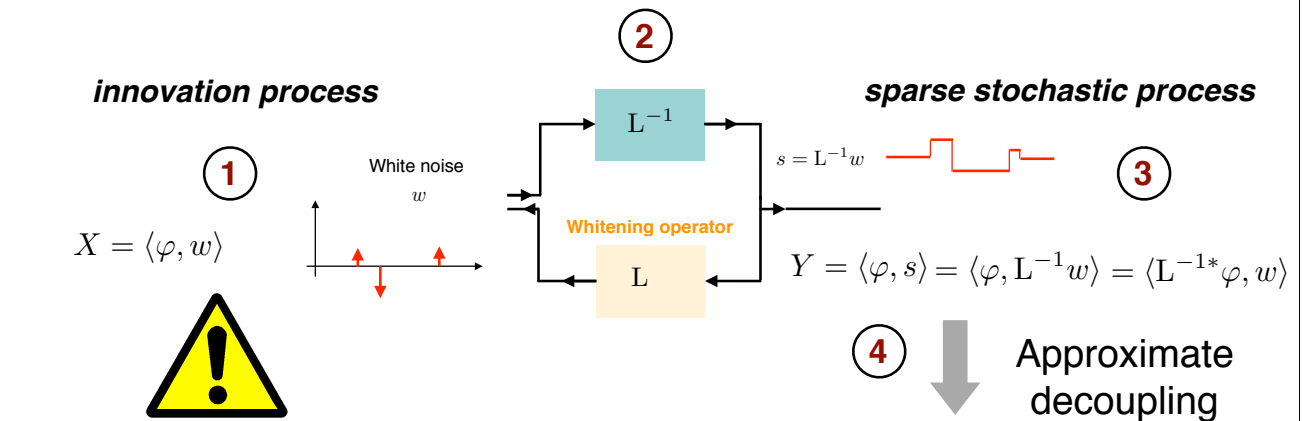 2
innovation process
sparse stochastic process
L⁻¹
1
White noise
w
s = L⁻¹w
3
Whitening operator
X = ⟨φ, w⟩
L
Y = ⟨φ, s⟩ = ⟨φ, L⁻¹w⟩ = ⟨L⁻¹*φ, w⟩
!
4
Approximate
decoupling